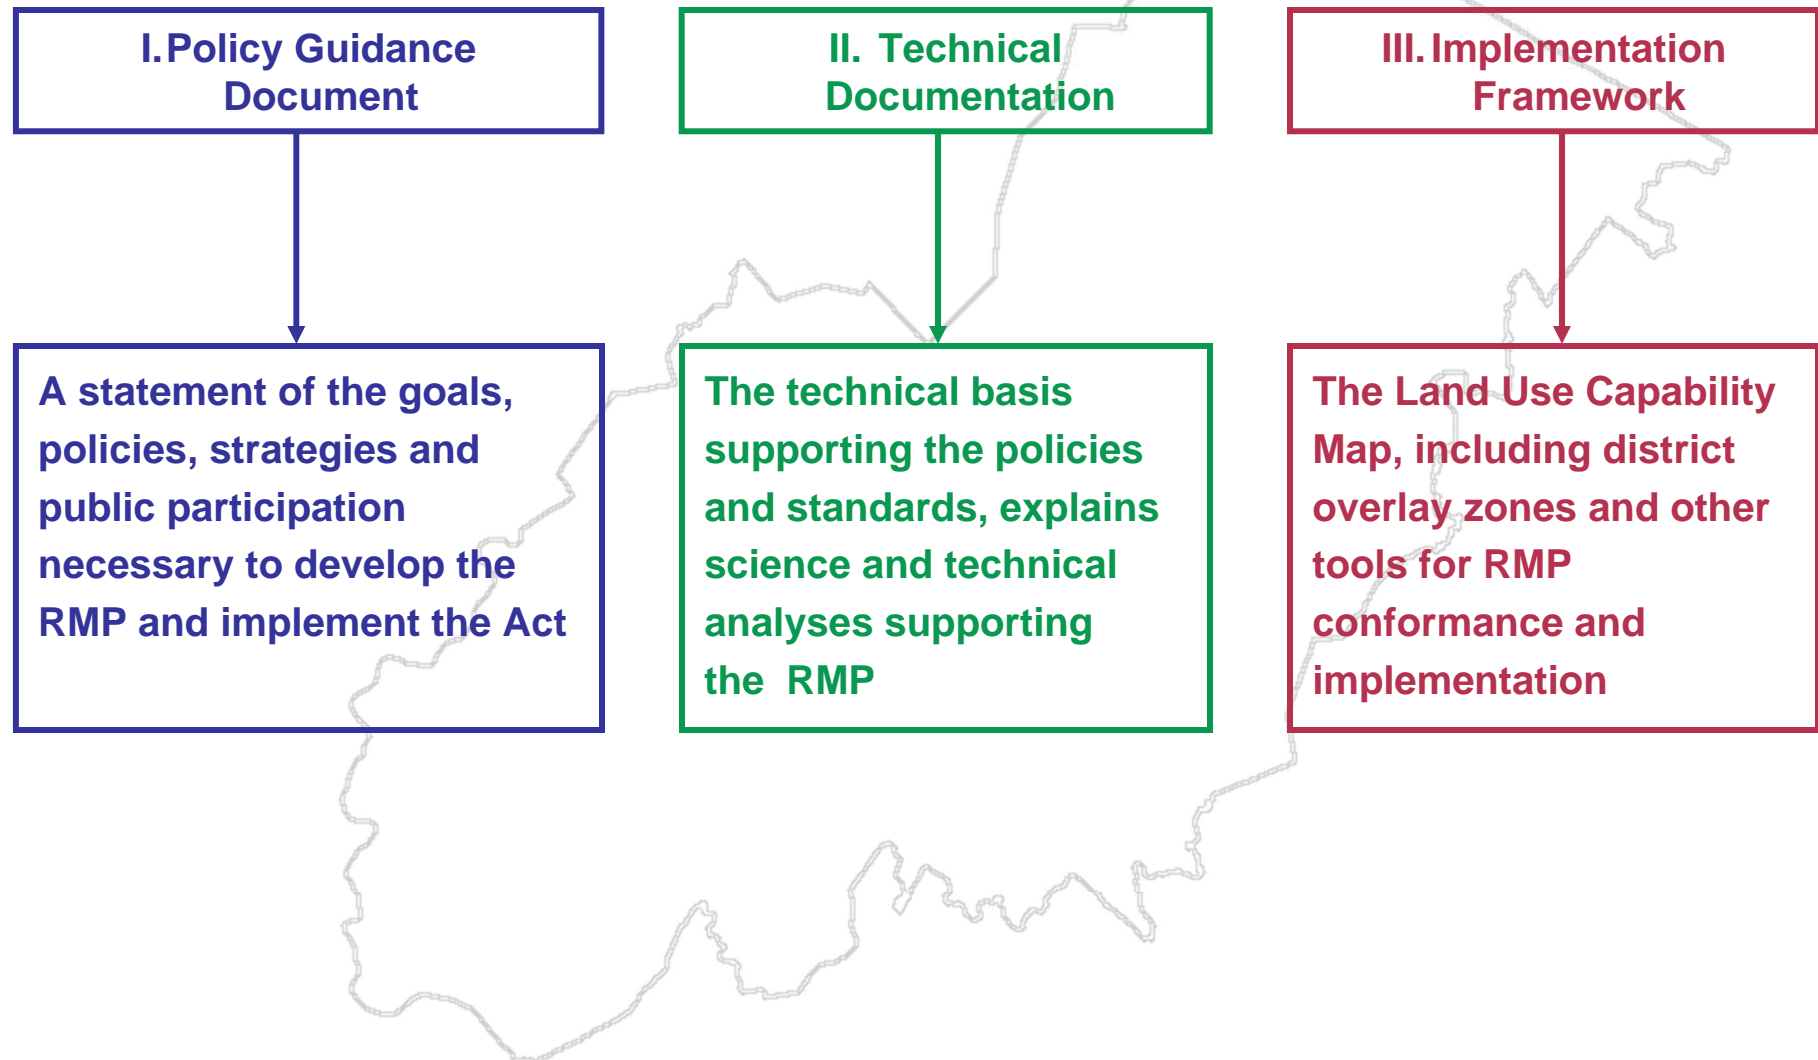 I. Policy Guidance
Document
A statement of the goals,
policies, strategies and
public participation
necessary to develop the
RMP and implement the Act
II. Technical
Documentation
The technical basis
supporting the policies
and standards, explains
science and technical
analyses supporting
the RMP
III. Implementation
Framework
The Land Use Capability
Map, including district
overlay zones and other
tools for RMP
conformance and
implementation